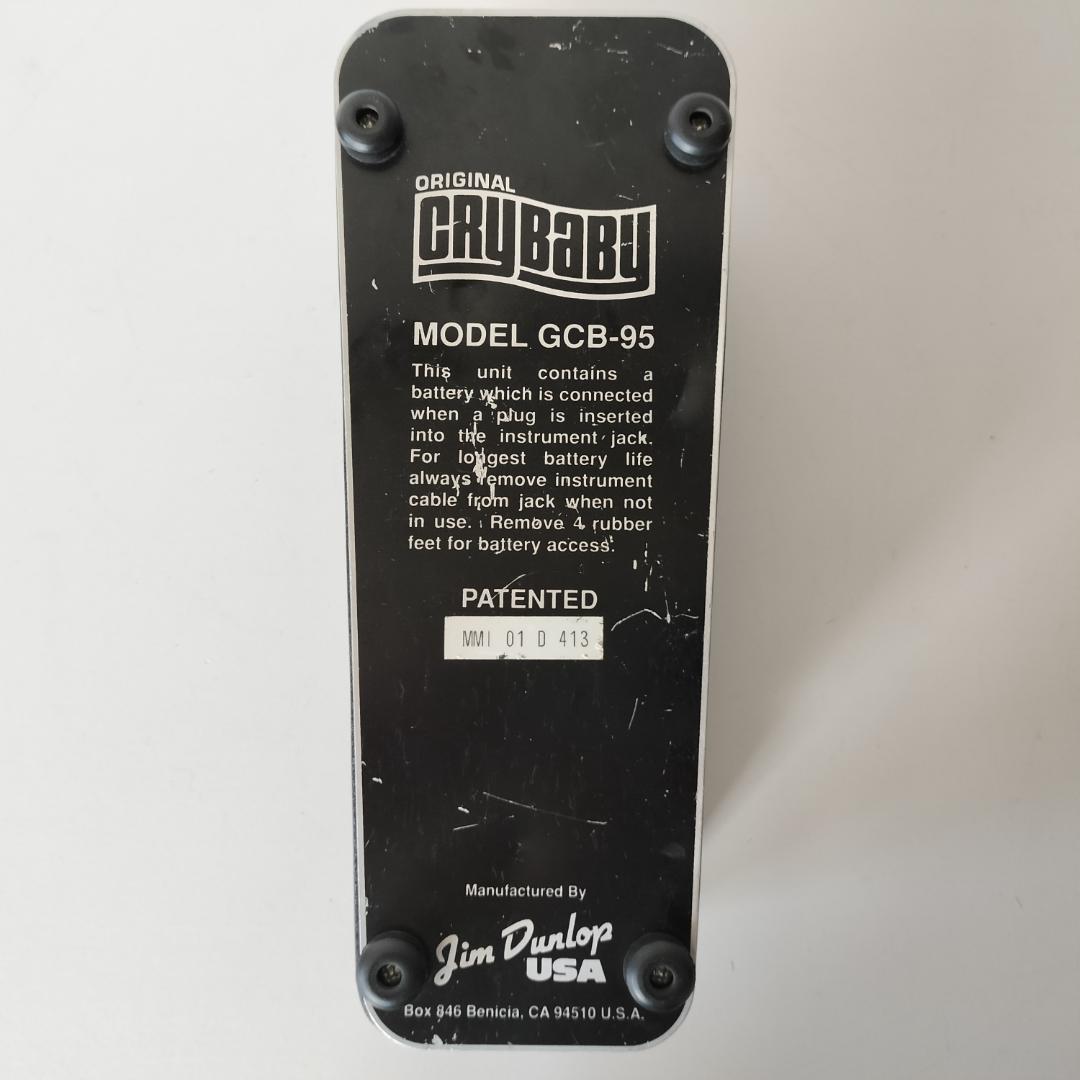 ORIGINAL
CRYBABY
MODEL GCB-95
This unit contains a
battery which is connected
when a plug is inserted
into the instrument jack.
For longest battery life
always remove instrument
cable from jack when not
in use. Remove 4 rubber
feet for battery access.
PATENTED
MMI 01 D 413
Manufactured By
Jim Dunlop
USA
Box 846 Benicia, CA 94510 U.S.A.